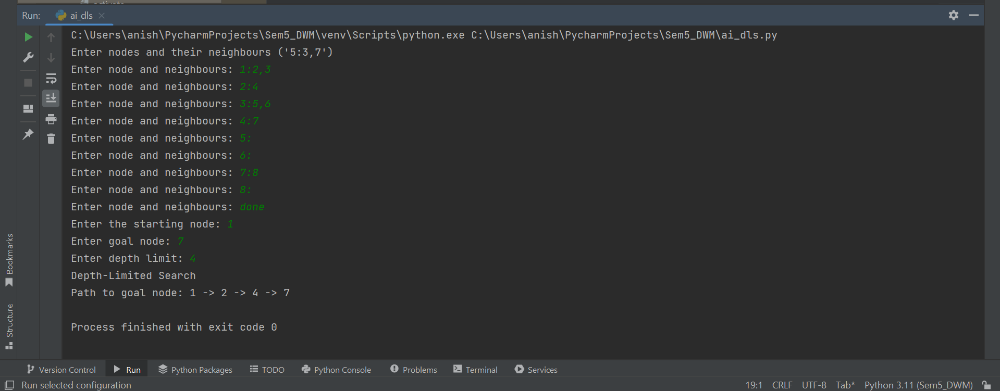 activate
Run: ai_dls
C:\Users\anish\PycharmProjects\Sem5_DWM\venv\Scripts\python.exe C:\Users\anish\PycharmProjects\Sem5_DWM\ai_dls.py
Enter nodes and their neighbours ('5:3,7')
Enter node and neighbours: 1:2,3
Enter node and neighbours: 2:4
Enter node and neighbours: 3:5,6
Enter node and neighbours: 4:7
Enter node and neighbours: 5:
Enter node and neighbours: 6:
Enter node and neighbours: 7:8
Enter node and neighbours: 8:
Enter node and neighbours: done
Enter the starting node: 1
Enter goal node: 7
Enter depth limit: 4
Depth-Limited Search
Path to goal node: 1 -> 2 -> 4 -> 7
Process finished with exit code 0
Bookmarks
Structure
Version Control Run Python Packages TODO Python Console Problems Terminal Services
Run selected configuration 19:1 CRLF UTF-8 Tab* Python 3.11 (Sem5_DWM)